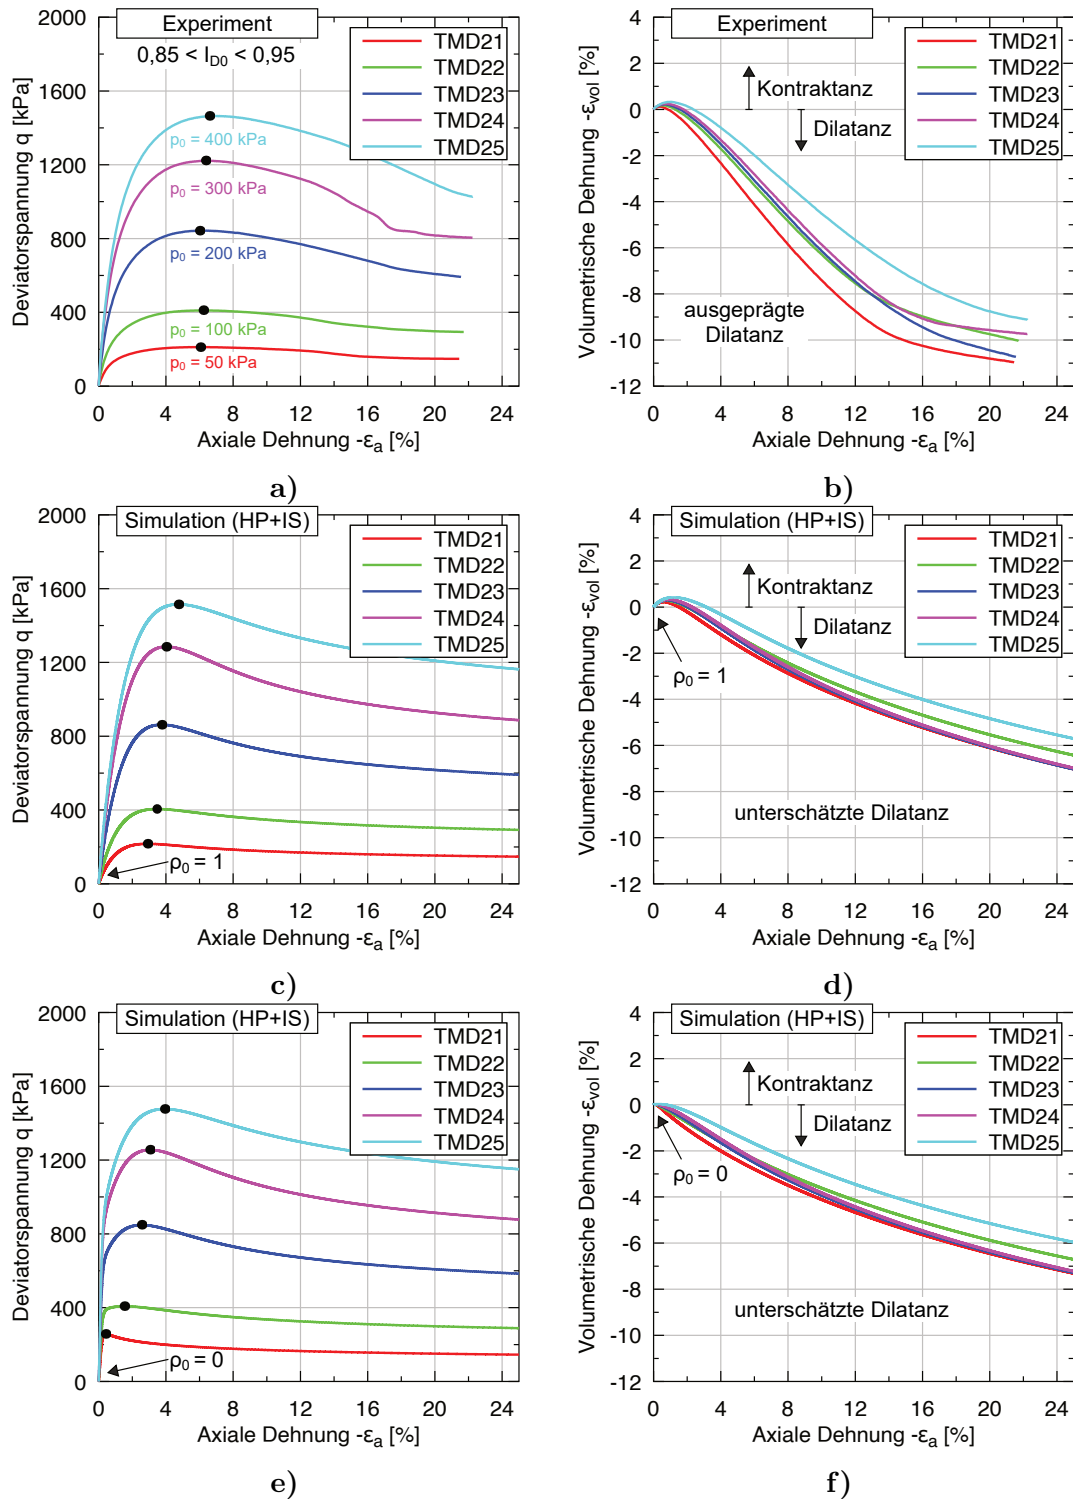 Experiment
0,85 < I_D0 < 0,95
TMD21
TMD22
TMD23
TMD24
TMD25
p₀ = 400 kPa
p₀ = 300 kPa
p₀ = 200 kPa
p₀ = 100 kPa
p₀ = 50 kPa
Deviatorspannung q [kPa]
2000
1600
1200
800
400
0
0 4 8 12 16 20 24
Axiale Dehnung -εₐ [%]
a)
Experiment
TMD21
TMD22
TMD23
TMD24
TMD25
Kontraktanz
Dilatanz
ausgeprägte
Dilatanz
Volumetrische Dehnung -ε_vol [%]
4
2
0
-2
-4
-6
-8
-10
-12
0 4 8 12 16 20 24
Axiale Dehnung -εₐ [%]
b)
Simulation (HP+IS)
TMD21
TMD22
TMD23
TMD24
TMD25
ρ₀ = 1
Deviatorspannung q [kPa]
2000
1600
1200
800
400
0
0 4 8 12 16 20 24
Axiale Dehnung -εₐ [%]
c)
Simulation (HP+IS)
TMD21
TMD22
TMD23
TMD24
TMD25
Kontraktanz
Dilatanz
ρ₀ = 1
unterschätzte Dilatanz
Volumetrische Dehnung -ε_vol [%]
4
2
0
-2
-4
-6
-8
-10
-12
0 4 8 12 16 20 24
Axiale Dehnung -εₐ [%]
d)
Simulation (HP+IS)
TMD21
TMD22
TMD23
TMD24
TMD25
ρ₀ = 0
Deviatorspannung q [kPa]
2000
1600
1200
800
400
0
0 4 8 12 16 20 24
Axiale Dehnung -εₐ [%]
e)
Simulation (HP+IS)
TMD21
TMD22
TMD23
TMD24
TMD25
Kontraktanz
Dilatanz
ρ₀ = 0
unterschätzte Dilatanz
Volumetrische Dehnung -ε_vol [%]
4
2
0
-2
-4
-6
-8
-10
-12
0 4 8 12 16 20 24
Axiale Dehnung -εₐ [%]
f)